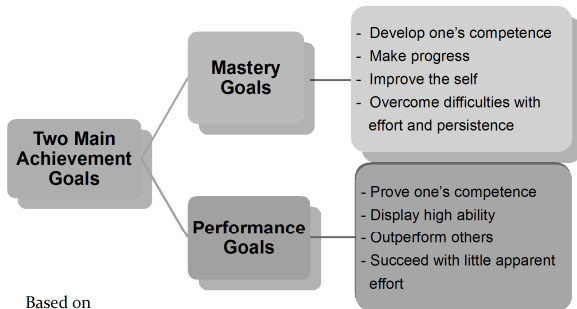 Two Main
Achievement
Goals
Mastery
Goals
- Develop one's competence
- Make progress
- Improve the self
- Overcome difficulties with
effort and persistence
Performance
Goals
- Prove one's competence
- Display high ability
- Outperform others
- Succeed with little apparent
effort
Based on